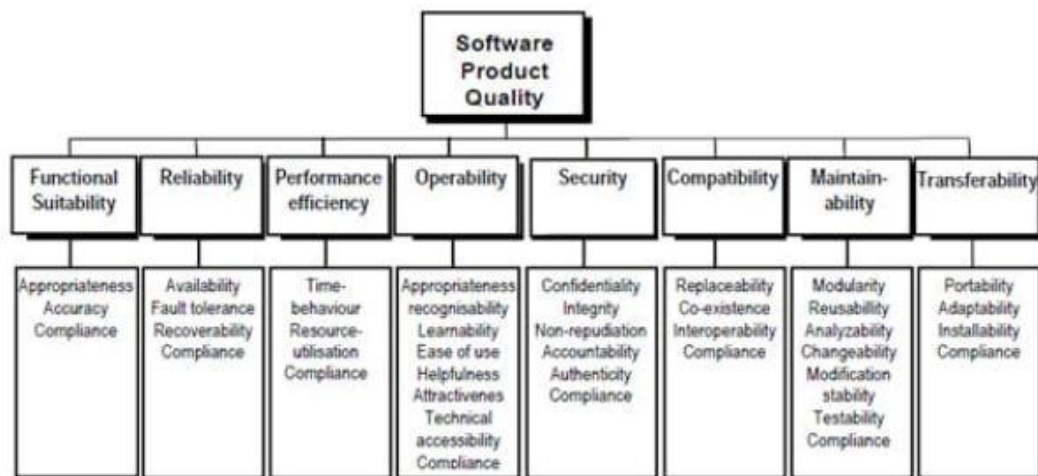 Software
Product
Quality
Functional
Suitability
Reliability
Performance
efficiency
Operability
Security
Compatibility
Maintain-
ability
Transferability
Appropriateness
Accuracy
Compliance
Availability
Fault tolerance
Recoverability
Compliance
Time-
behaviour
Resource-
utilisation
Compliance
Appropriateness
recognisability
Learnability
Ease of use
Helpfulness
Attractivenes
Technical
accessibility
Compliance
Confidentiality
Integrity
Non-repudiation
Accountability
Authenticity
Compliance
Replaceability
Co-existence
Interoperability
Compliance
Modularity
Reusability
Analyzability
Changeability
Modification
stability
Testability
Compliance
Portability
Adaptability
Installability
Compliance